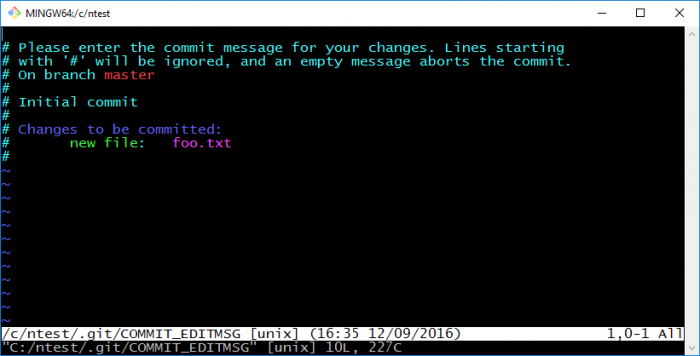 MINGW64:/c/ntest
# Please enter the commit message for your changes. Lines starting
# with '#' will be ignored, and an empty message aborts the commit.
# On branch master
#
# Initial commit
#
# Changes to be committed:
#       new file:   foo.txt
#
~
~
~
~
~
~
~
~
~
~
~
~
/c/ntest/.git/COMMIT_EDITMSG [unix] (16:35 12/09/2016) 1,0-1 All
"C:/ntest/.git/COMMIT_EDITMSG" [unix] 10L, 227C